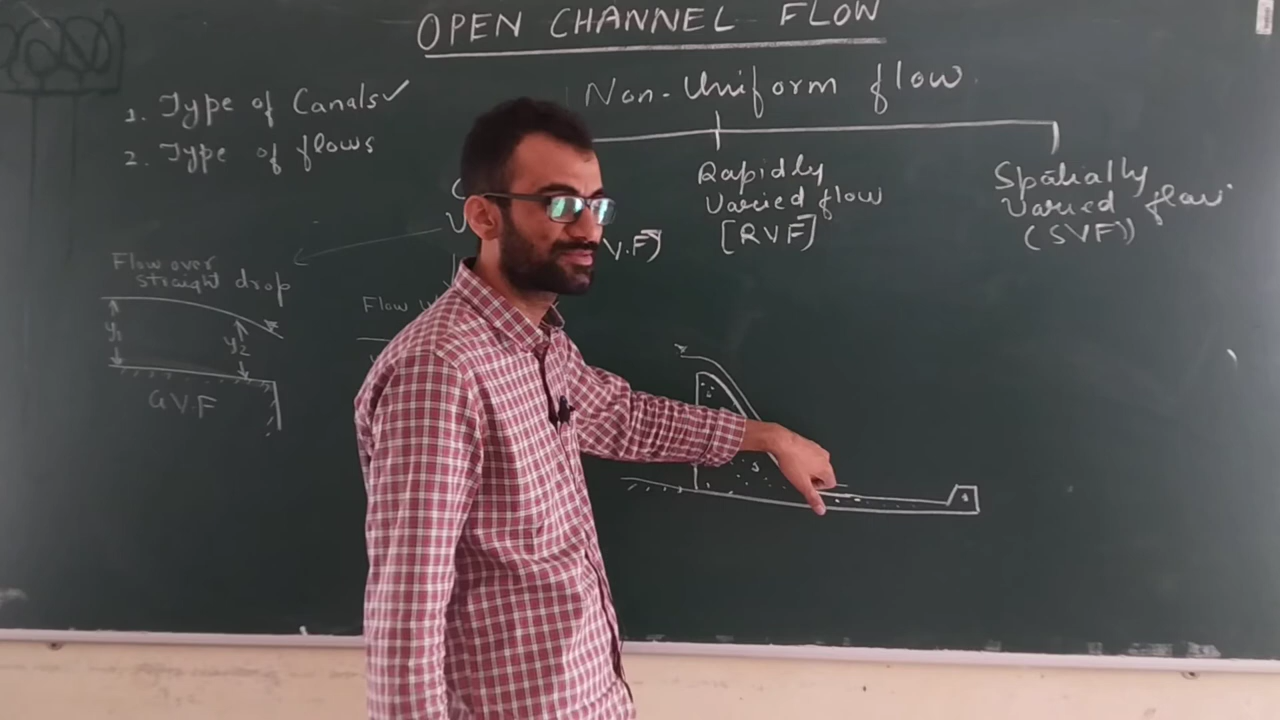 OPEN CHANNEL FLOW
1. Type of Canals✓
2. Type of flows
Non-Uniform flow
Rapidly
Varied flow
[RVF]
Spatially
Varied flow
(SVF)
V.F)
Flow over
straight drop
y1
y2
GVF
Flow